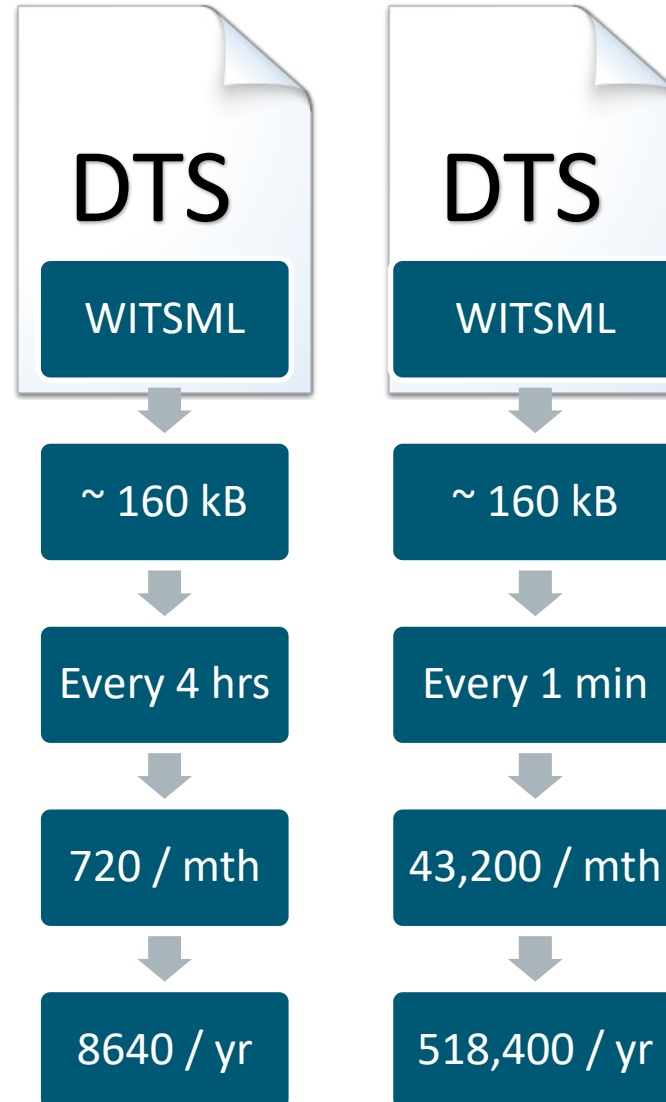 DTS
WITSML
~ 160 kB
Every 4 hrs
720 / mth
8640 / yr
DTS
WITSML
~ 160 kB
Every 1 min
43,200 / mth
518,400 / yr